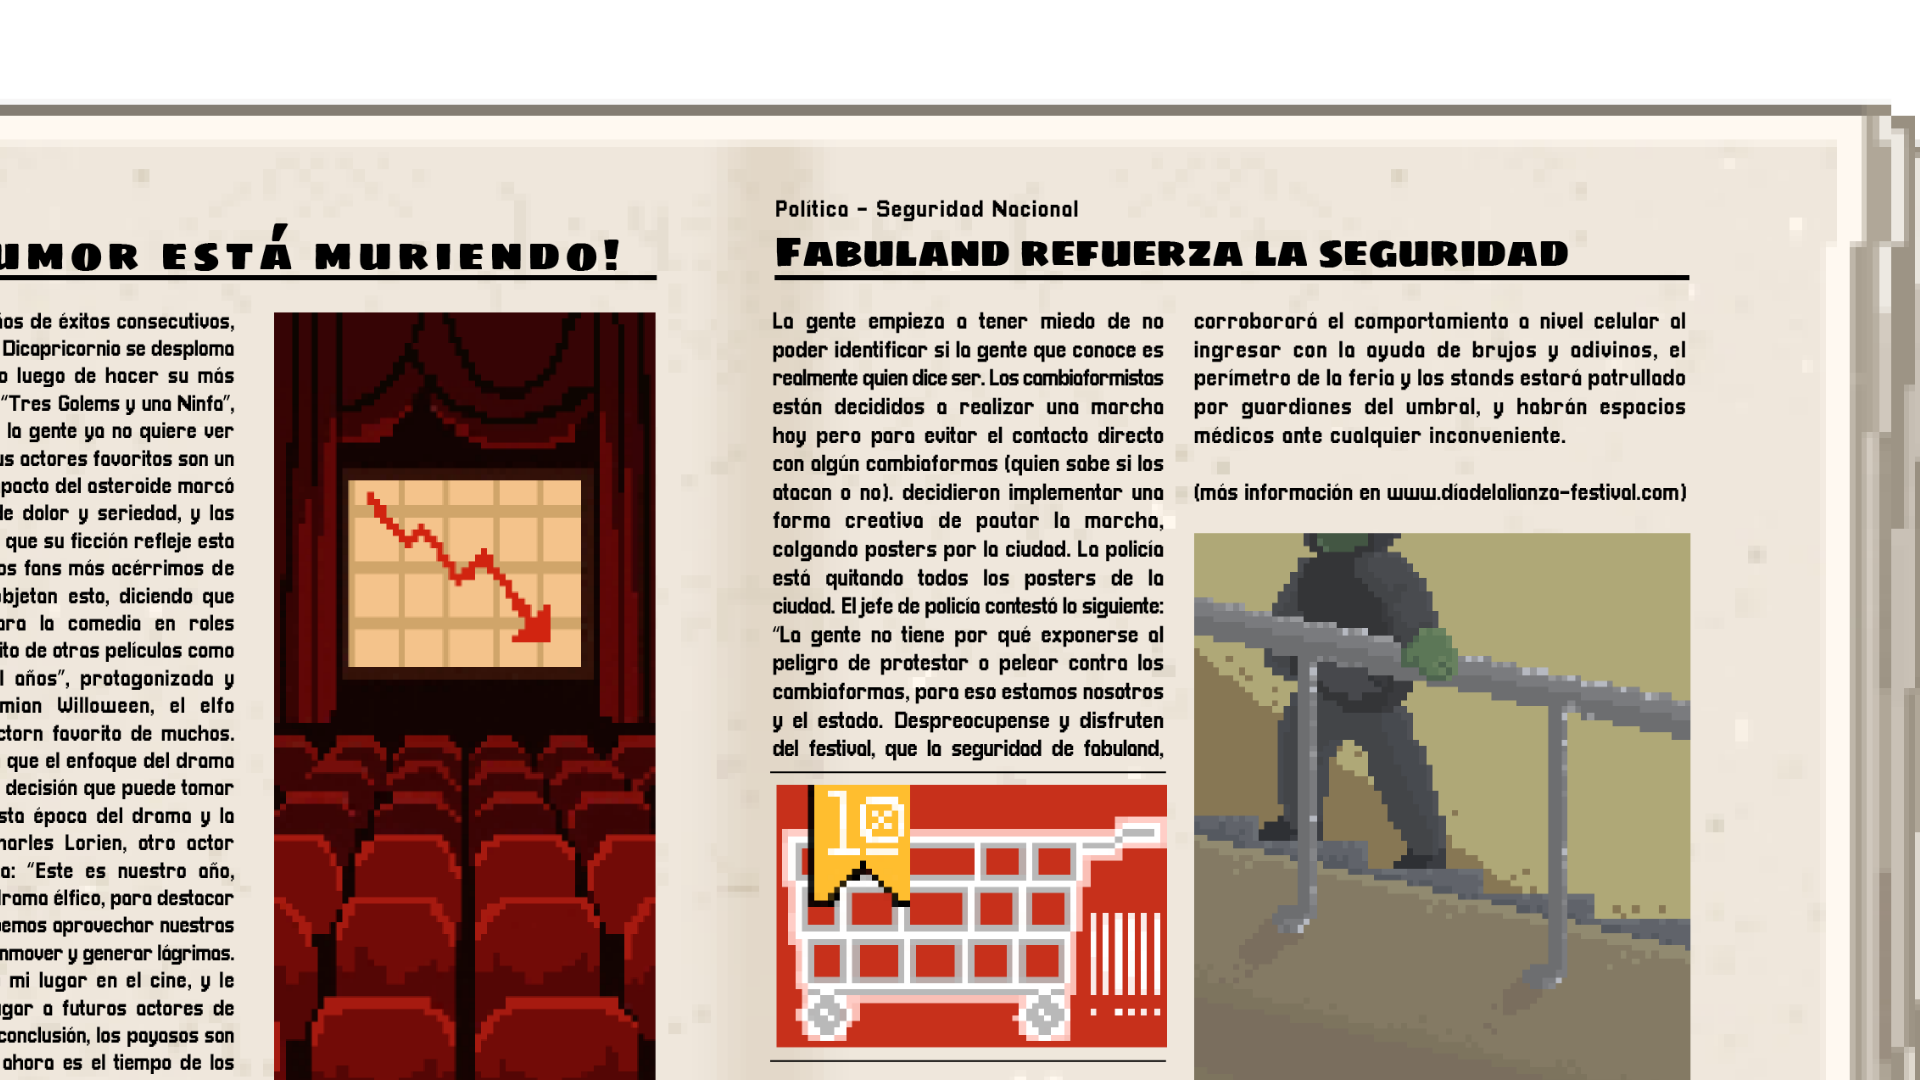 UMOR ESTÁ MURIENDO!
os de éxitos consecutivos,
Dicapricornio se desploma
o luego de hacer su más
“Tres Golems y una Ninfa”,
la gente ya no quiere ver
us actores favoritos son un
pacto del asteroide marcó
de dolor y seriedad, y las
que su ficción refleje esta
os fans más acérrimos de
objetan esto, diciendo que
ara la comedia en roles
ito de otras películas como
l años”, protagonizada y
mian Willoween, el elfo
ctorn favorito de muchas.
que el enfoque del drama
decisión que puede tomar
sta época del drama y la
harles Lorien, otro actor
a: “Este es nuestro año,
drama élfico, para destacar
emos aprovechar nuestras
nmover y generar lágrimas.
mi lugar en el cine, y le
gar a futuros actores de
conclusión, los payasos son
ahora es el tiempo de los
Política - Seguridad Nacional
FABULAND REFUERZA LA SEGURIDAD
La gente empieza a tener miedo de no
poder identificar si la gente que conoce es
realmente quien dice ser. Los cambiaformistas
están decididos a realizar una marcha
hoy pero para evitar el contacto directo
con algún cambiaformas (quien sabe si los
atacan o no). decidieron implementar una
forma creativa de pautar la marcha,
colgando posters por la ciudad. La policía
está quitando todos los posters de la
ciudad. El jefe de policía contestó lo siguiente:
“La gente no tiene por qué exponerse al
peligro de protestar o pelear contra los
cambiaformas, para eso estamos nosotros
y el estado. Despreocupense y disfruten
del festival, que la seguridad de fabuland,
corroborará el comportamiento a nivel celular al
ingresar con la ayuda de brujos y adivinos, el
perímetro de la feria y los stands estará patrullado
por guardianes del umbral, y habrán espacios
médicos ante cualquier inconveniente.
(más información en www.díadelalianza-festival.com)